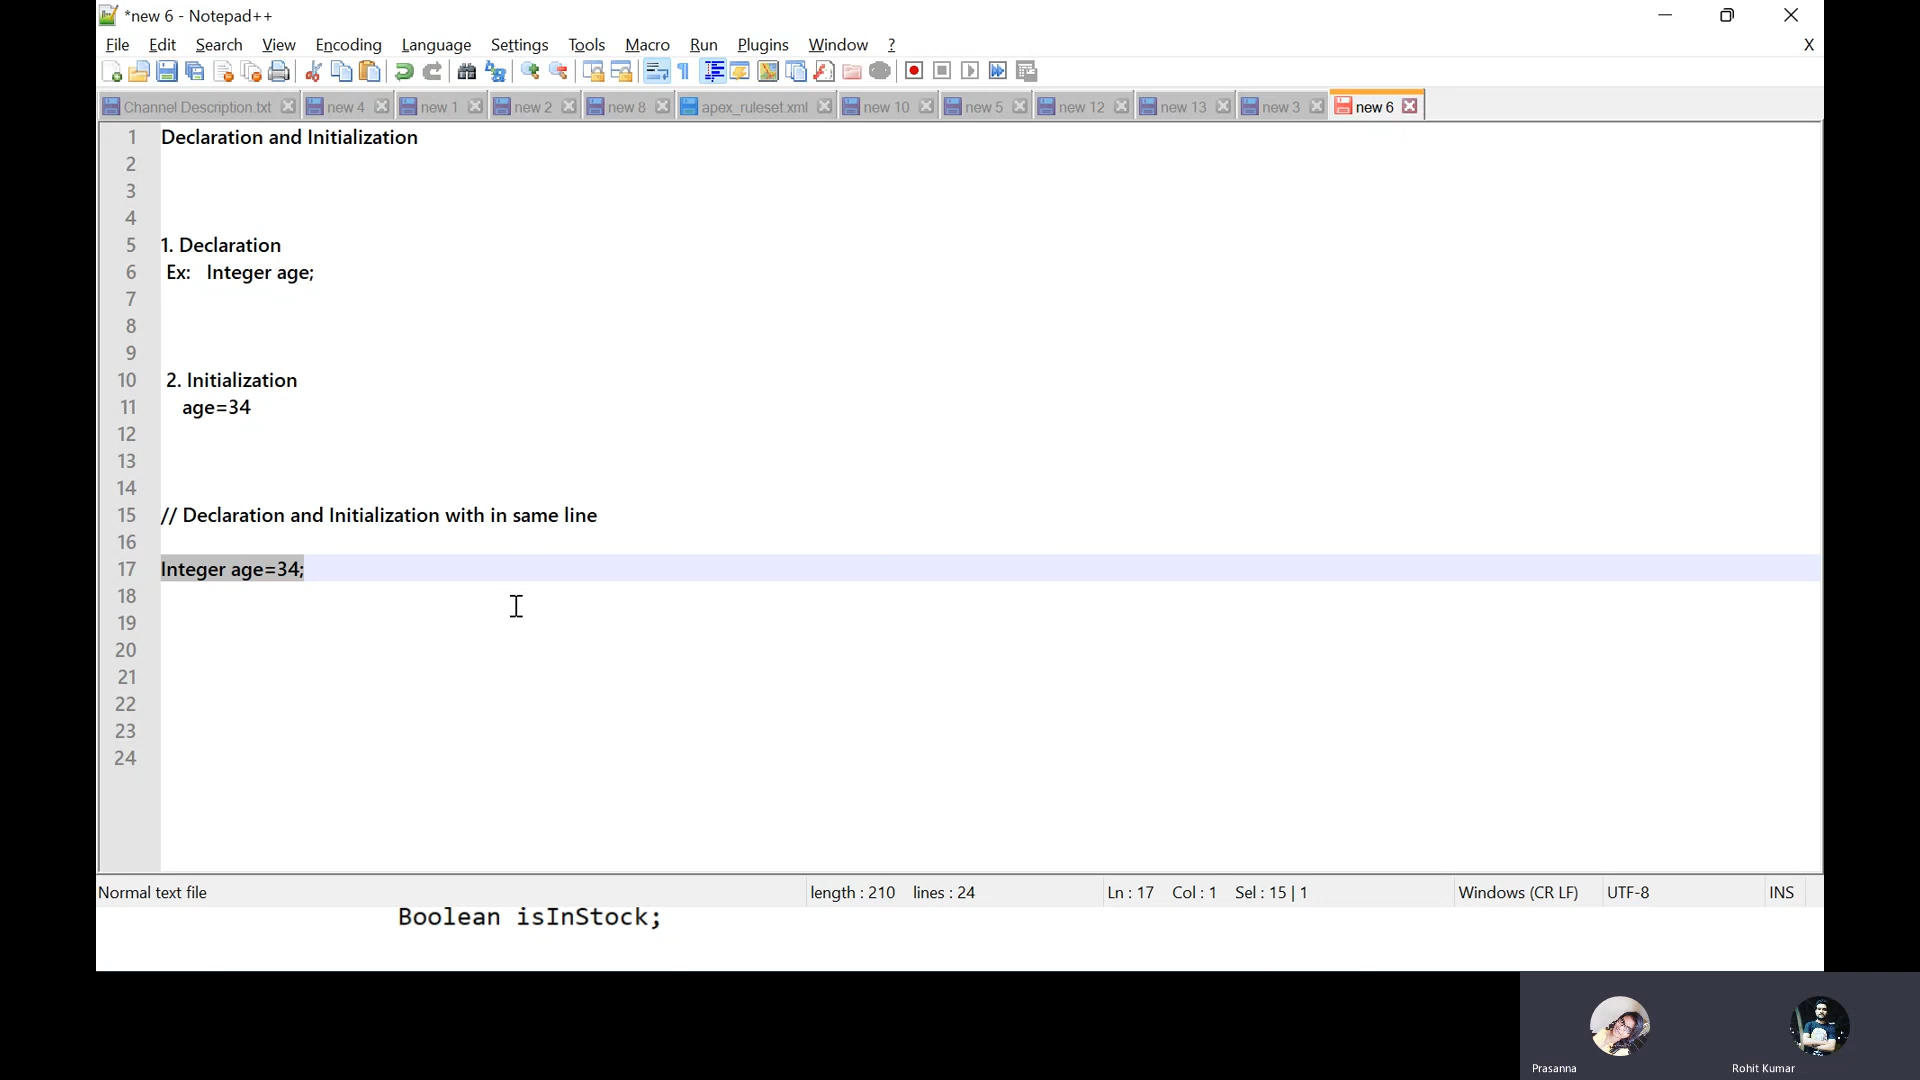 *new 6 - Notepad++
File Edit Search View Encoding Language Settings Tools Macro Run Plugins Window ?
X
Channel Description.txt new 4 new 1 new 2 new 8 apex_ruleset.xml new 10 new 5 new 12 new 13 new 3 new 6
1 Declaration and Initialization
2
3
4
5 1. Declaration
6 Ex: Integer age;
7
8
9
10 2. Initialization
11 age=34
12
13
14
15 // Declaration and Initialization with in same line
16
17 Integer age=34;
18
19
20
21
22
23
24
Normal text file length : 210 lines : 24 Ln : 17 Col : 1 Sel : 15 | 1 Windows (CR LF) UTF-8 INS
Boolean isInStock;
Prasanna Rohit Kumar